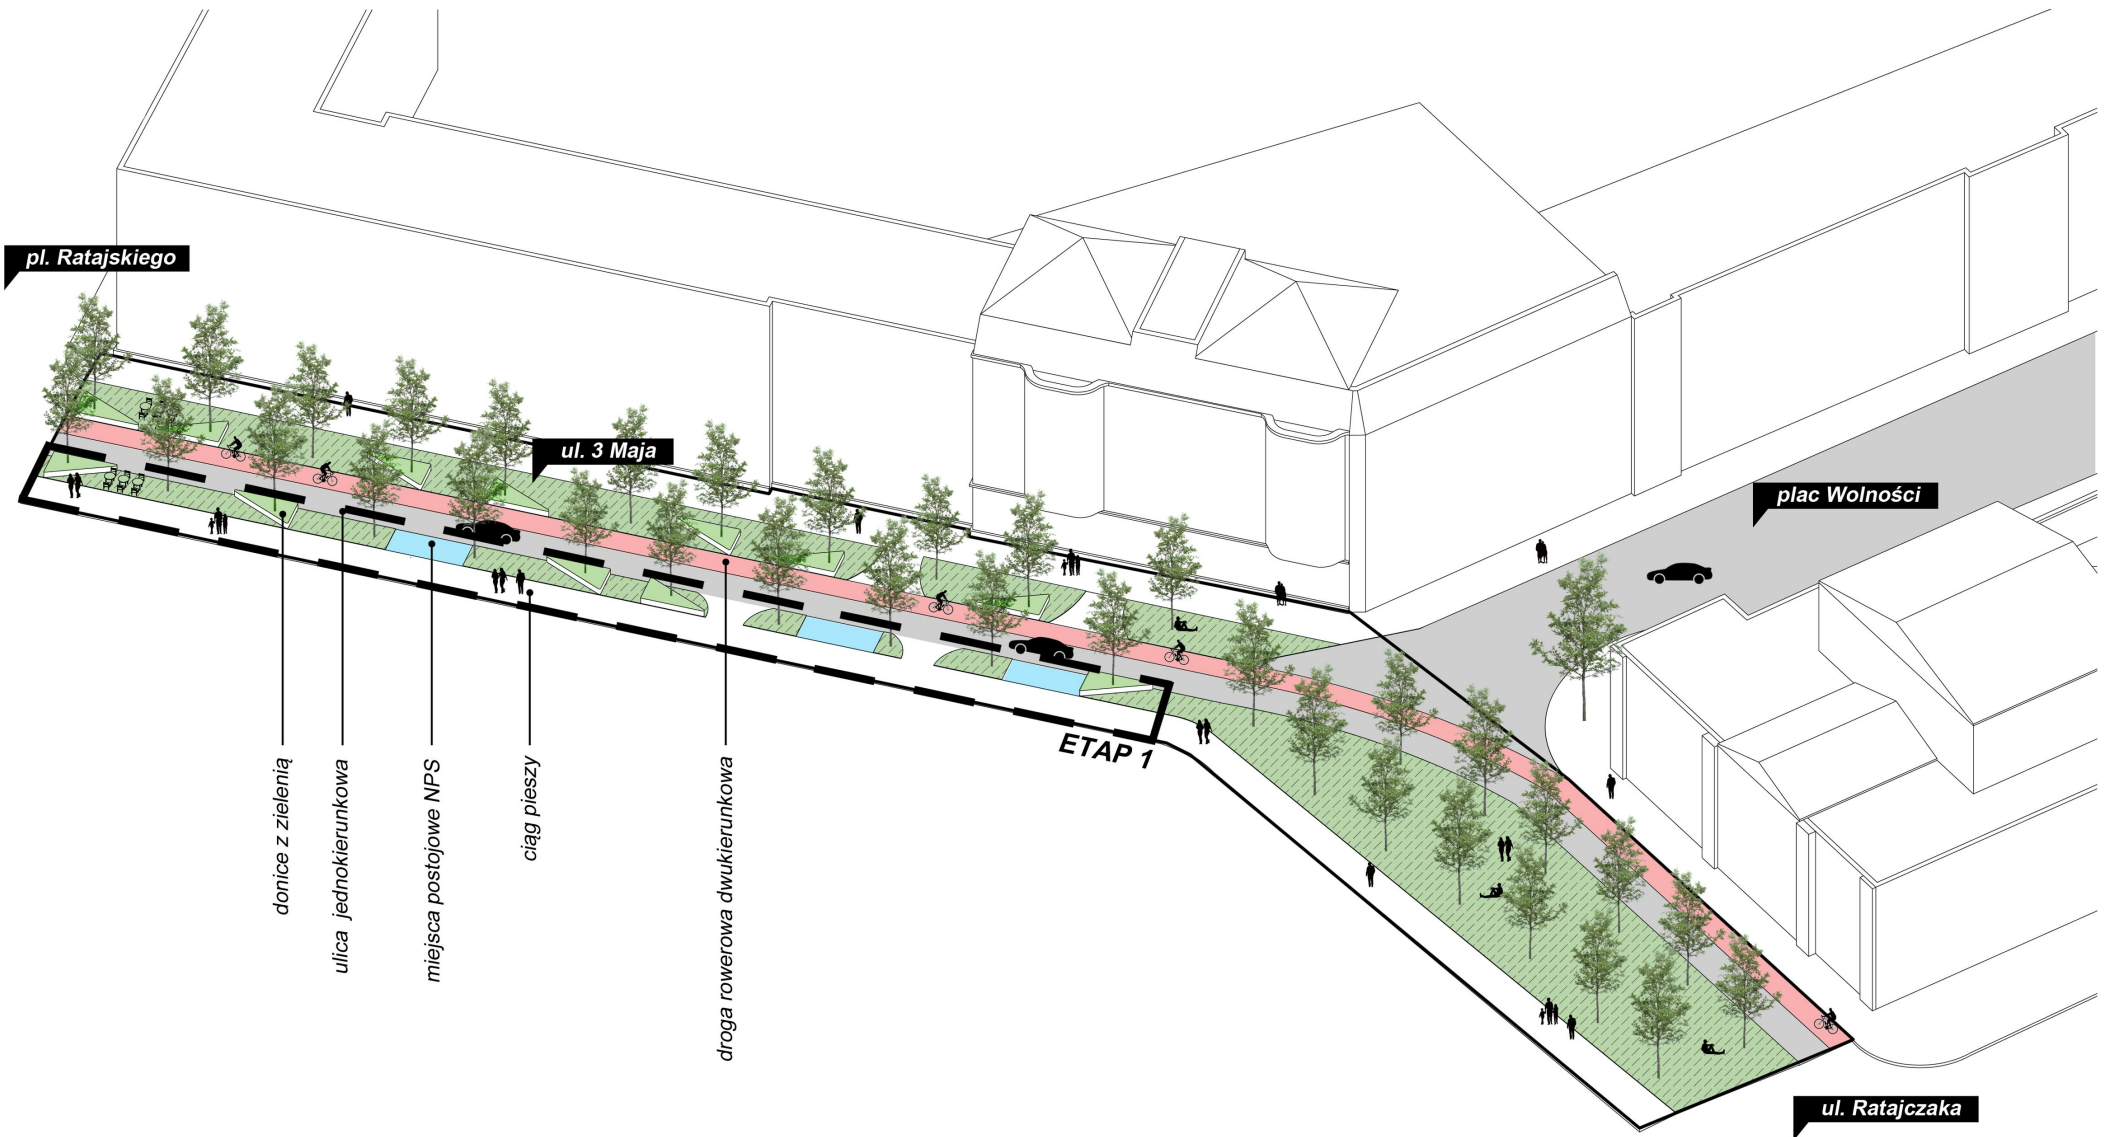 pl. Ratajskiego
ul. 3 Maja
plac Wolności
ETAP 1
donice z zielenią
ulica jednokierunkowa
miejsca postojowe NPS
ciąg pieszy
droga rowerowa dwukierunkowa
ul. Ratajczaka